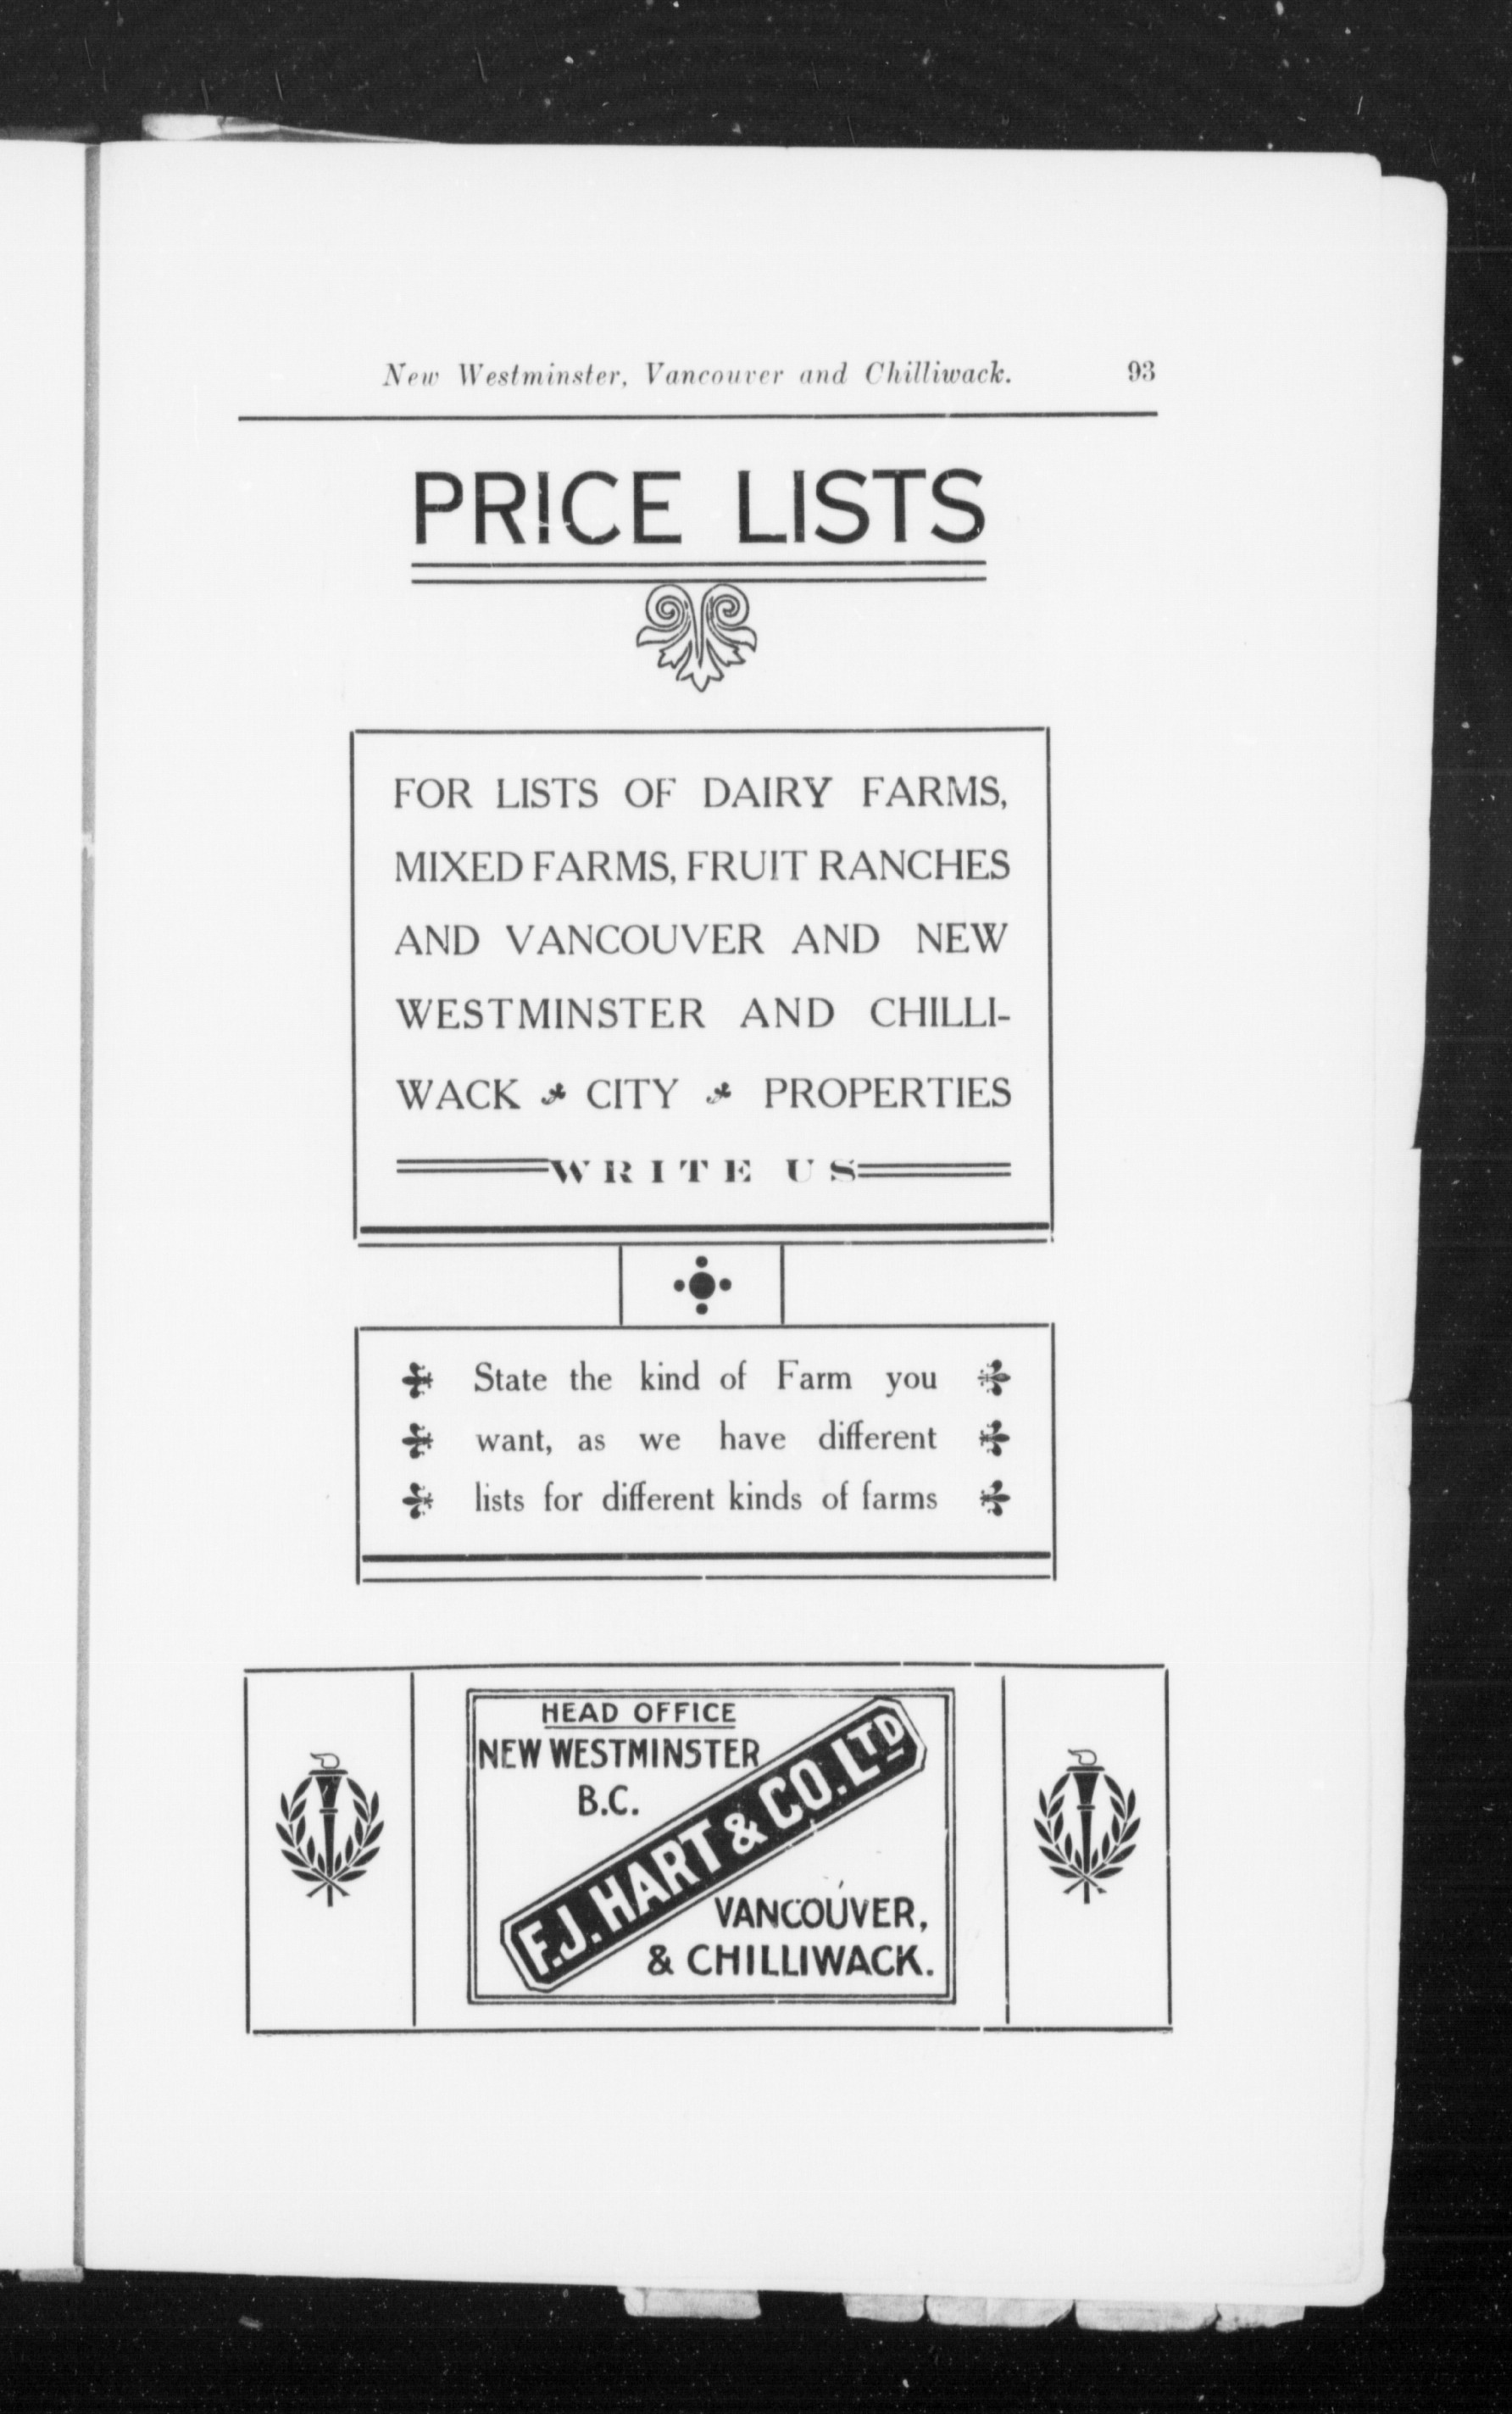 New Westminster, Vancouver and Chilliwack. 93
PRICE LISTS
FOR LISTS OF DAIRY FARMS,
MIXED FARMS, FRUIT RANCHES
AND VANCOUVER AND NEW
WESTMINSTER AND CHILLI-
WACK CITY PROPERTIES
WRITE US
State the kind of Farm you
want, as we have different
lists for different kinds of farms
HEAD OFFICE
NEW WESTMINSTER
B.C.
F.J. HART & CO. LTD
VANCOUVER,
& CHILLIWACK.